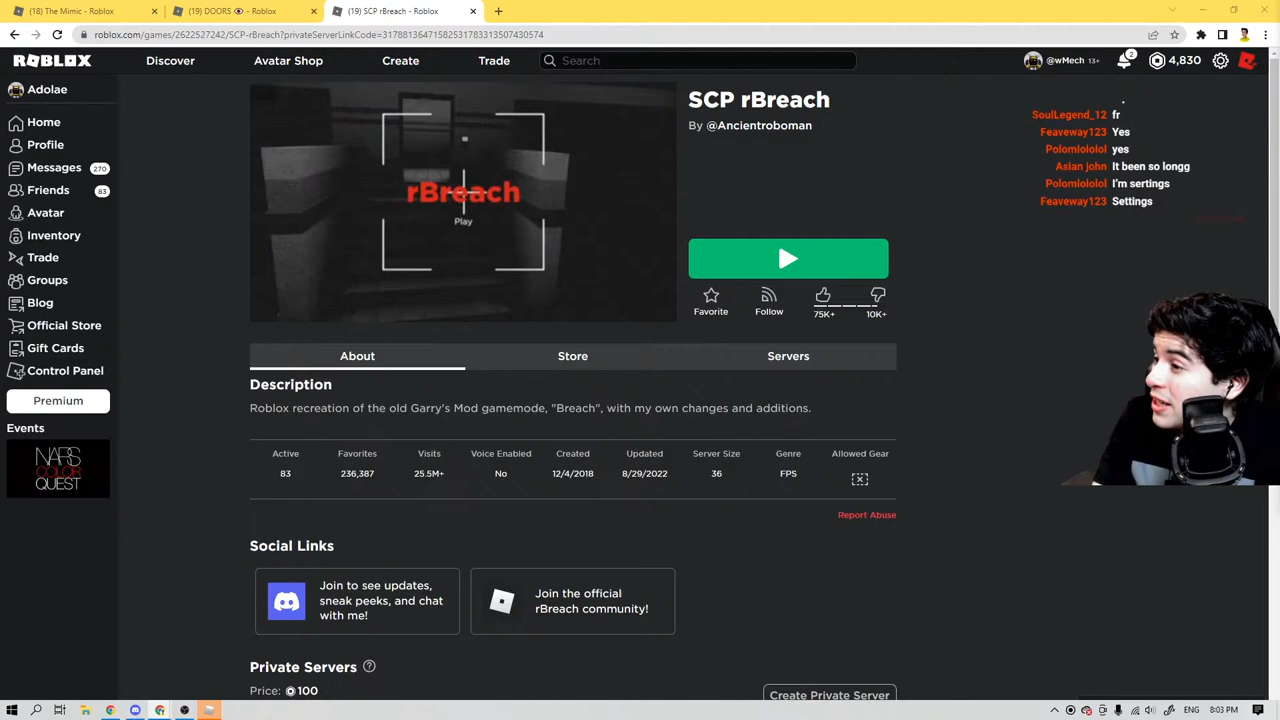 (18) The Mimic - Roblox
(19) DOORS 👁 - Roblox
(19) SCP rBreach - Roblox
roblox.com/games/2622527242/SCP-rBreach?privateServerLinkCode=31788136471582531783313507430574
ROBLOX
Discover
Avatar Shop
Create
Trade
Search
@wMech 13+
2
4,830
Adolae
Home
Profile
Messages 270
Friends 83
Avatar
Inventory
Trade
Groups
Blog
Official Store
Gift Cards
Control Panel
Premium
Events
NARS
COLOR
QUEST
rBreach
Play
SCP rBreach
By @Ancientroboman
Favorite
Follow
75K+
10K+
SoulLegend_12 fr
Feaveway123 Yes
Polomlololol yes
Aslan john It been so longg
Polomlololol I'm sertings
Feaveway123 Settings
About
Store
Servers
Description
Roblox recreation of the old Garry's Mod gamemode, "Breach", with my own changes and additions.
Active Favorites Visits Voice Enabled Created Updated Server Size Genre Allowed Gear
83 236,387 25.5M+ No 12/4/2018 8/29/2022 36 FPS
Report Abuse
Social Links
Join to see updates,
sneak peeks, and chat
with me!
Join the official
rBreach community!
Private Servers
Price: 100
Create Private Server
ENG 8:03 PM